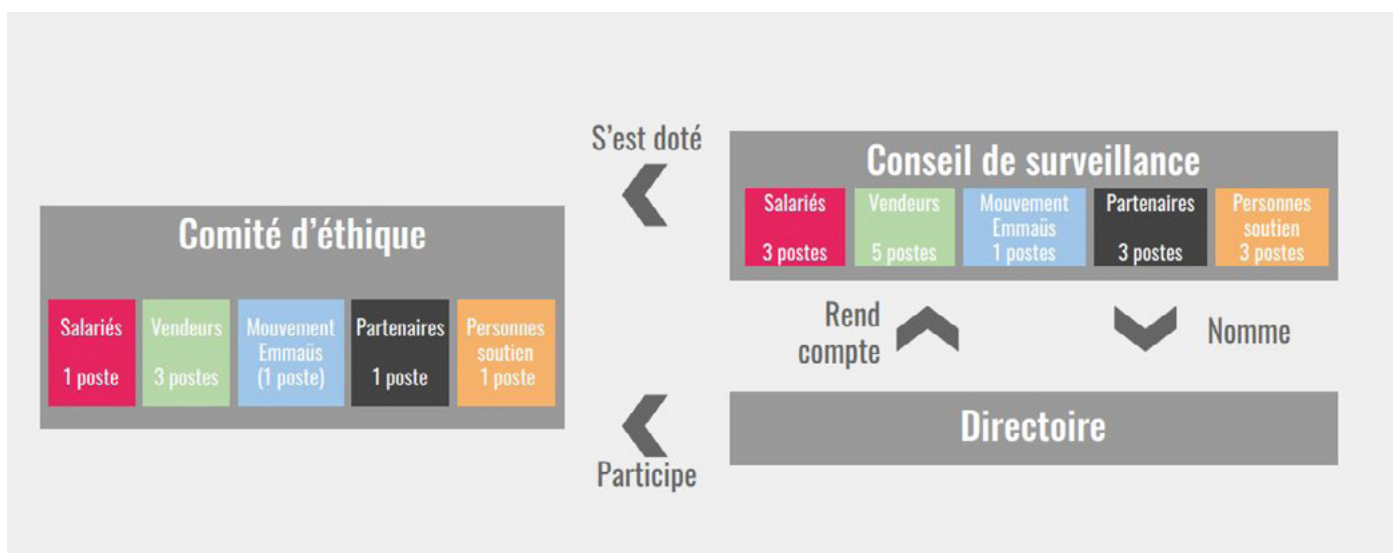 S'est doté
Conseil de surveillance
Salariés
3 postes
Vendeurs
5 postes
Mouvement
Emmaüs
1 postes
Partenaires
3 postes
Personnes
soutien
3 postes
Comité d'éthique
Salariés
1 poste
Vendeurs
3 postes
Mouvement
Emmaüs
(1 poste)
Partenaires
1 poste
Personnes
soutien
1 poste
Rend
compte
Nomme
Directoire
Participe